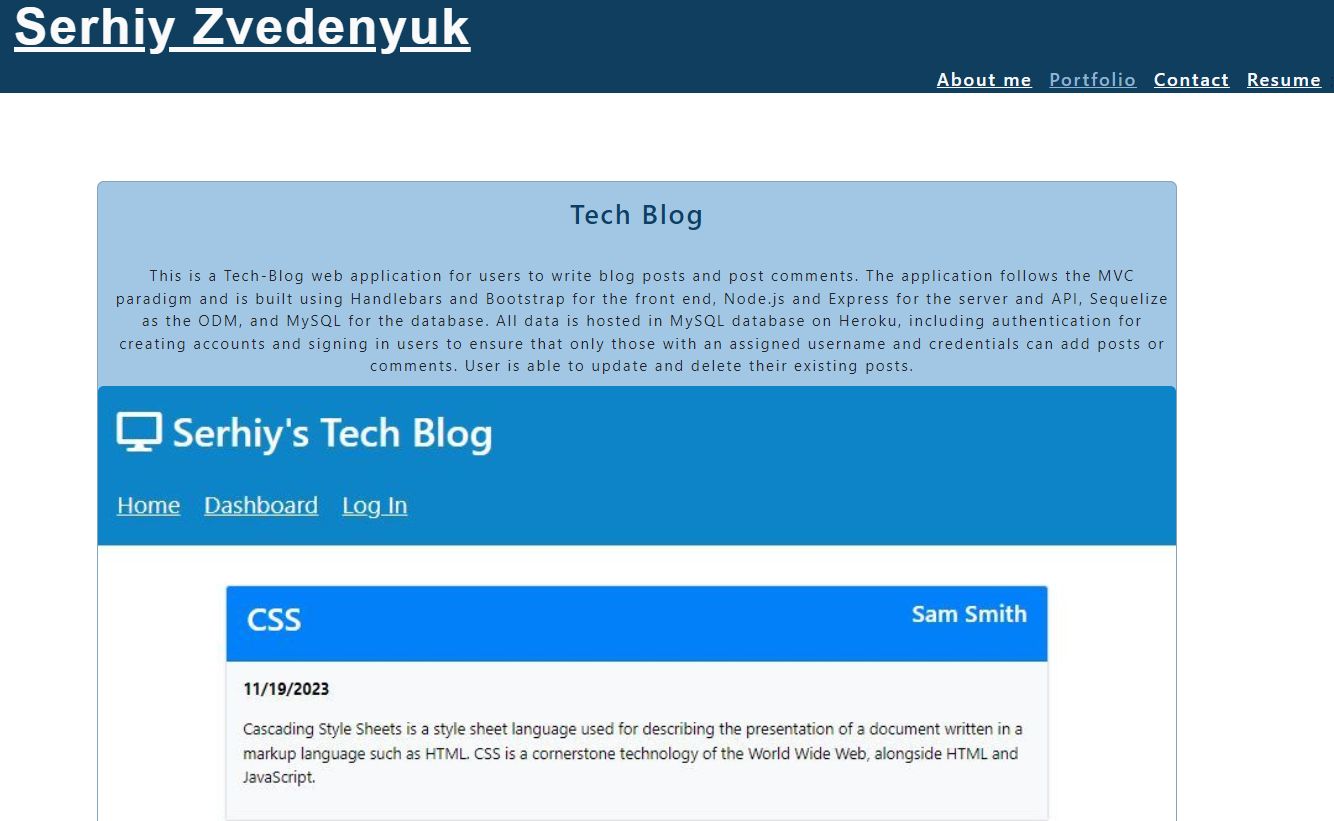 Serhiy Zvedenyuk
About me Portfolio Contact Resume
Tech Blog
This is a Tech-Blog web application for users to write blog posts and post comments. The application follows the MVC
paradigm and is built using Handlebars and Bootstrap for the front end, Node.js and Express for the server and API, Sequelize
as the ODM, and MySQL for the database. All data is hosted in MySQL database on Heroku, including authentication for
creating accounts and signing in users to ensure that only those with an assigned username and credentials can add posts or
comments. User is able to update and delete their existing posts.
Serhiy's Tech Blog
Home Dashboard Log In
CSS Sam Smith
11/19/2023
Cascading Style Sheets is a style sheet language used for describing the presentation of a document written in a
markup language such as HTML. CSS is a cornerstone technology of the World Wide Web, alongside HTML and
JavaScript.